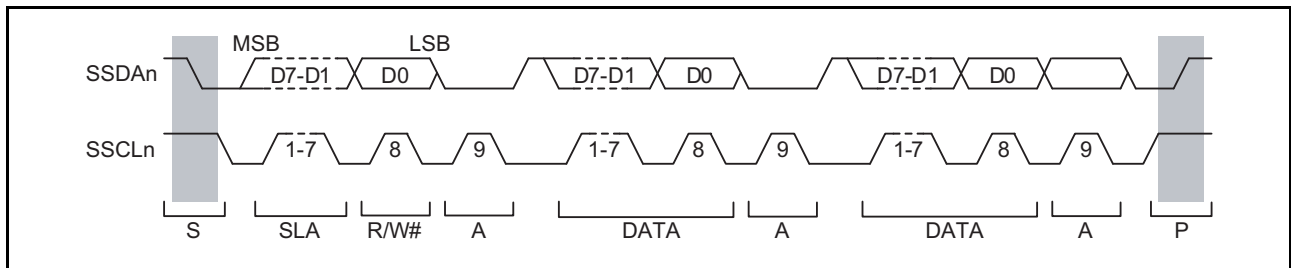 MSB LSB
SSDAn D7-D1 D0 D7-D1 D0 D7-D1 D0
SSCLn 1-7 8 9 1-7 8 9 1-7 8 9
S SLA R/W# A DATA A DATA A P